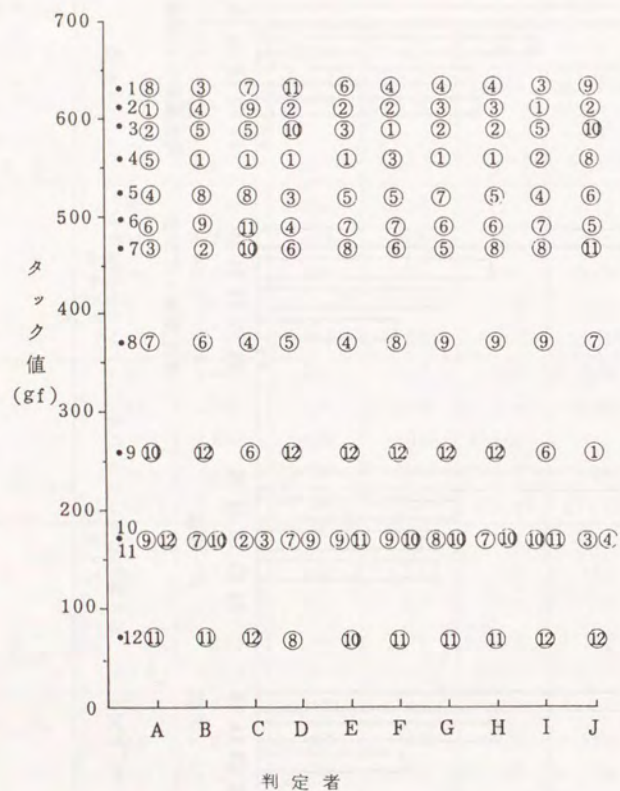 700
•1⑧ ③ ⑦ ⑪ ⑥ ④ ④ ④ ③ ⑨
600 •2① ④ ⑨ ② ② ② ③ ③ ① ②
•3② ⑤ ⑤ ⑩ ③ ① ② ② ⑤ ⑩
•4⑤ ① ① ① ① ③ ① ① ② ⑧
•5④ ⑧ ⑧ ③ ⑤ ⑤ ⑦ ⑤ ④ ⑥
500
•6⑥ ⑨ ⑪ ④ ⑦ ⑦ ⑥ ⑥ ⑦ ⑤
•7③ ② ⑩ ⑥ ⑧ ⑥ ⑤ ⑧ ⑧ ⑪
400
•8⑦ ⑥ ④ ⑤ ④ ⑧ ⑨ ⑨ ⑨ ⑦
タック値
(gf)
300
•9⑩ ⑫ ⑥ ⑫ ⑫ ⑫ ⑫ ⑫ ⑥ ①
200
•10
11 ⑨⑫ ⑦⑩ ②③ ⑦⑨ ⑨⑪ ⑨⑩ ⑧⑩ ⑦⑩ ⑩⑪ ③④
100
•12⑪ ⑪ ⑫ ⑧ ⑩ ⑪ ⑪ ⑪ ⑫ ⑫
0
A B C D E F G H I J
判定者